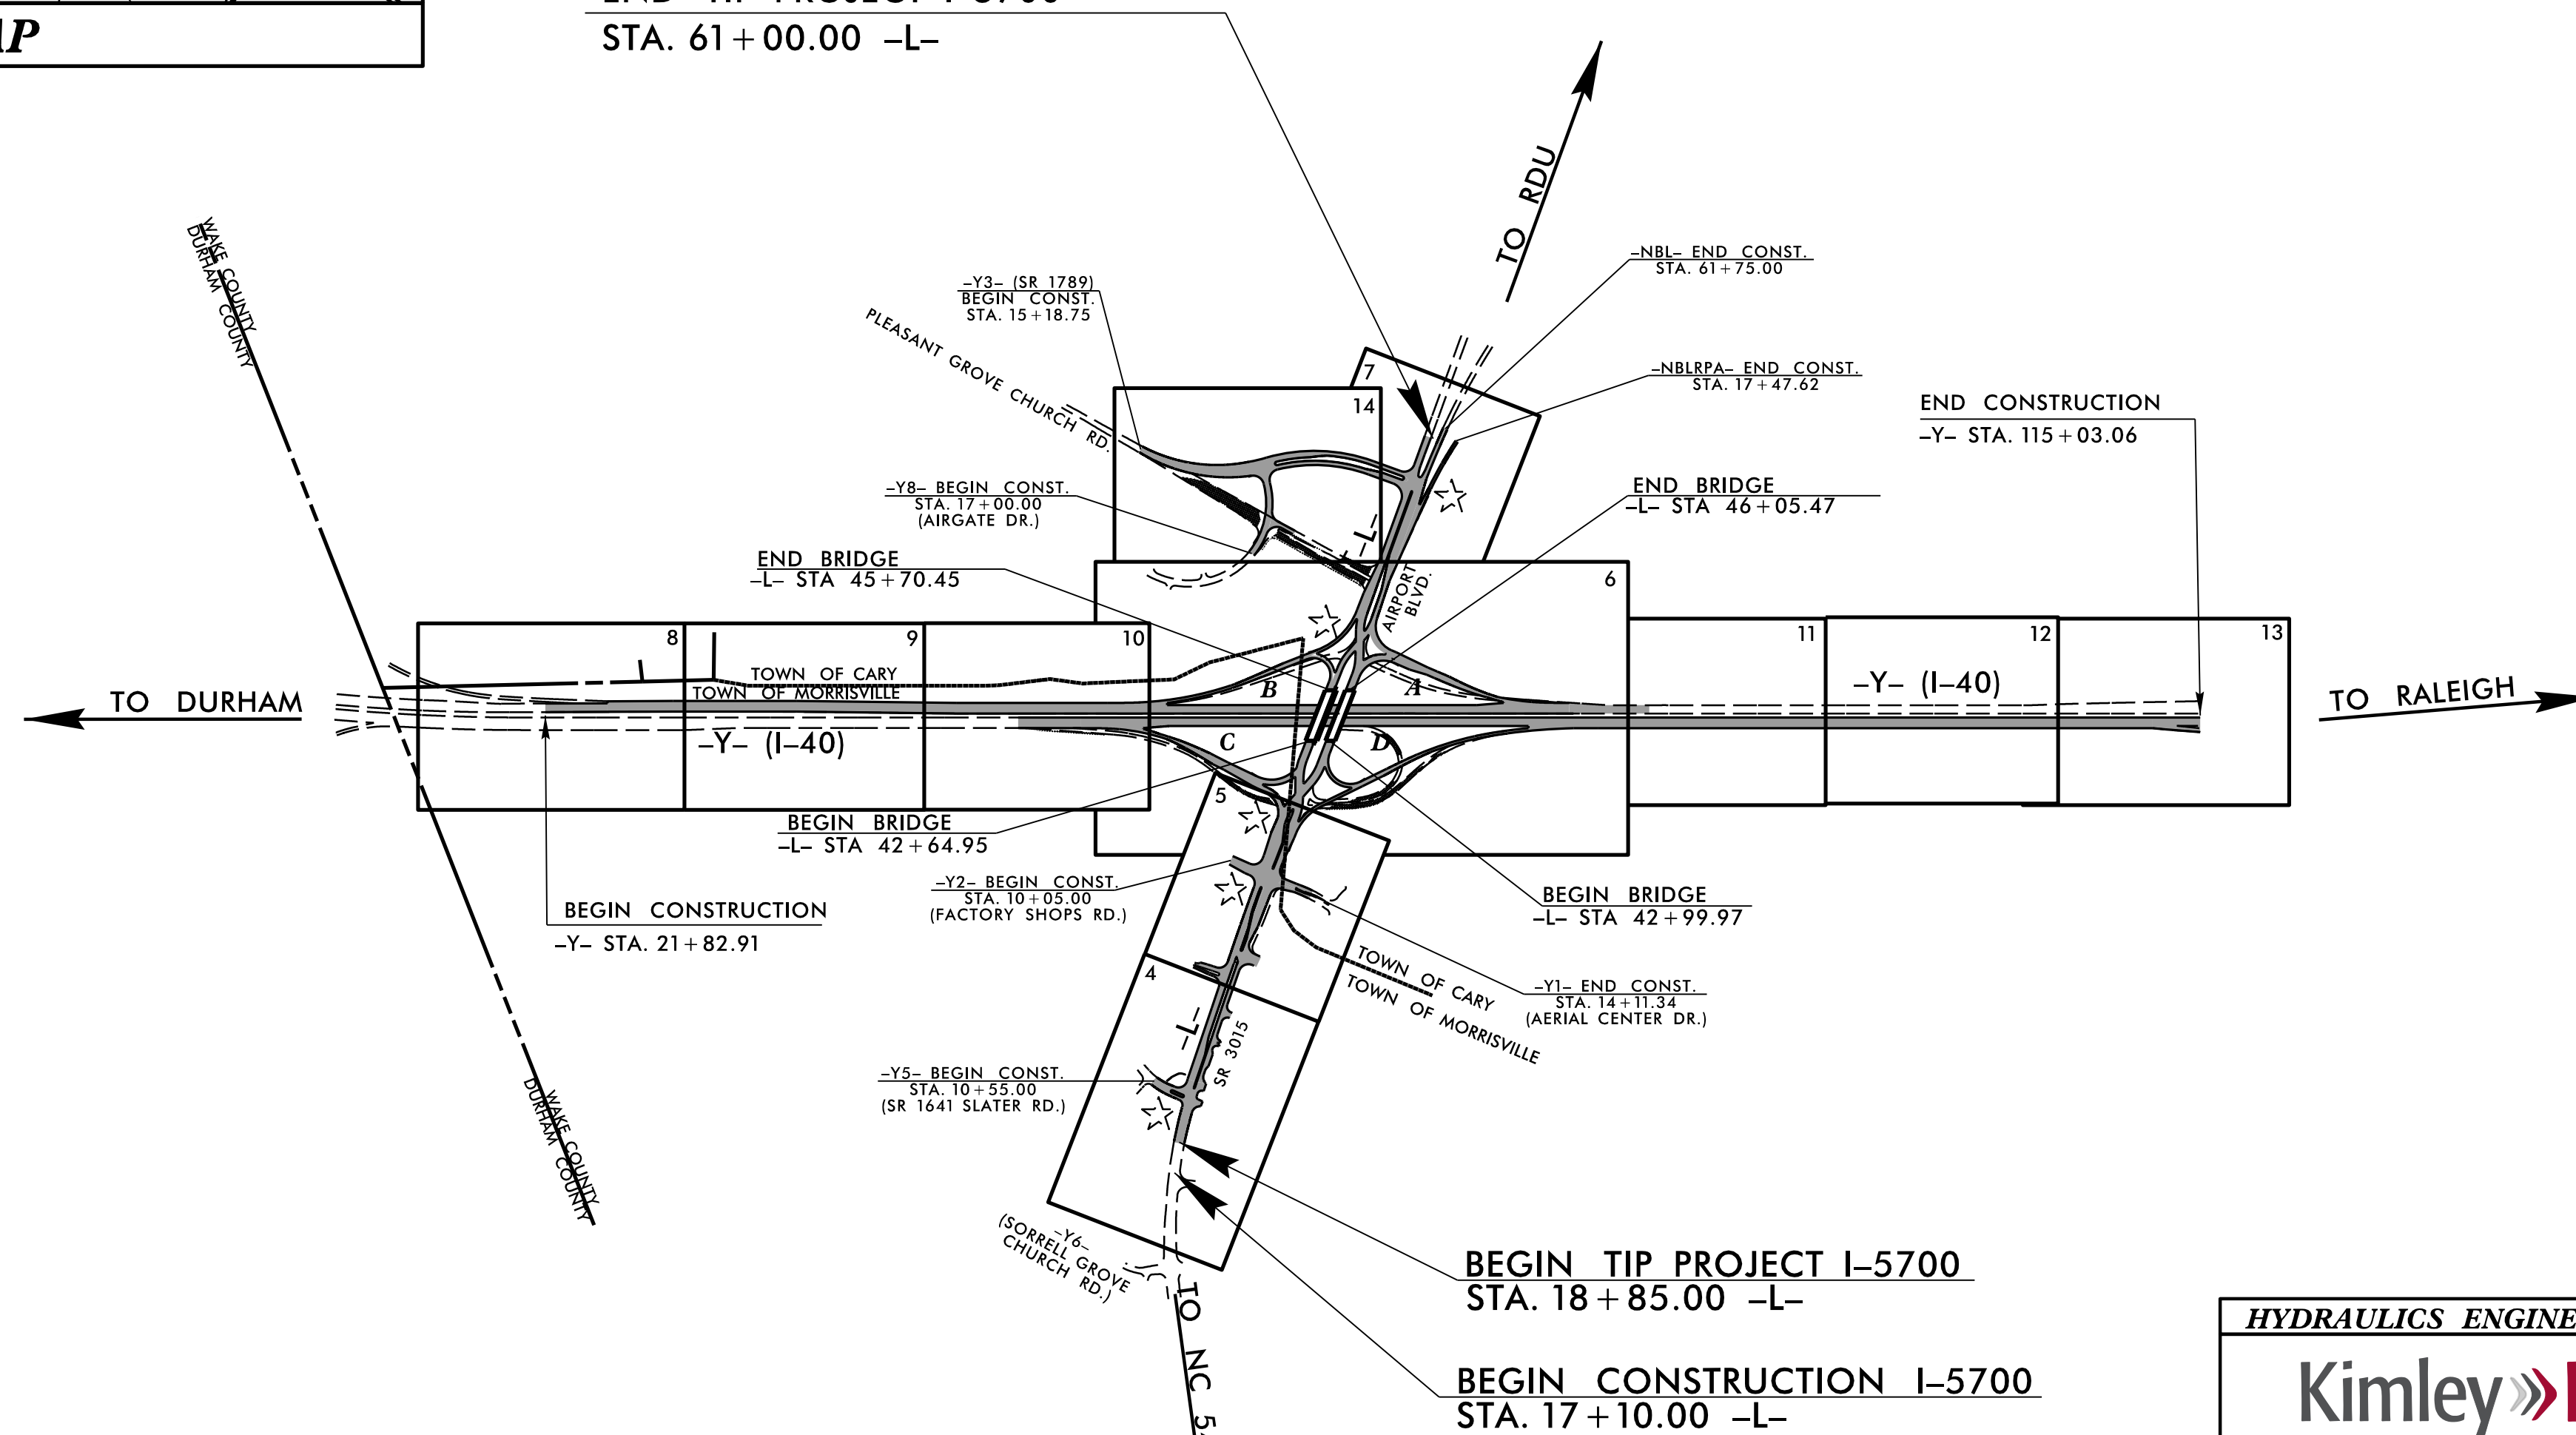 STA. 61+00.00 –L–
TO RDU
WAKE COUNTY
DURHAM COUNTY
–NBL– END CONST.
STA. 61+75.00
–Y3– (SR 1789)
BEGIN CONST.
STA. 15+18.75
PLEASANT GROVE CHURCH RD.
–NBLRPA– END CONST.
STA. 17+47.62
7
14
END CONSTRUCTION
–Y– STA. 115+03.06
–Y8– BEGIN CONST.
STA. 17+00.00
(AIRGATE DR.)
END BRIDGE
–L– STA 46+05.47
–L–
END BRIDGE
–L– STA 45+70.45
AIRPORT
BLVD.
6
8
9
10
11
12
13
TOWN OF CARY
TOWN OF MORRISVILLE
TO DURHAM
B
A
–Y– (I–40)
TO RALEIGH
–Y– (I–40)
C
D
5
BEGIN BRIDGE
–L– STA 42+64.95
–Y2– BEGIN CONST.
STA. 10+05.00
(FACTORY SHOPS RD.)
BEGIN BRIDGE
–L– STA 42+99.97
BEGIN CONSTRUCTION
–Y– STA. 21+82.91
4
TOWN OF CARY
TOWN OF MORRISVILLE
–Y1– END CONST.
STA. 14+11.34
(AERIAL CENTER DR.)
–L–
SR 3015
–Y5– BEGIN CONST.
STA. 10+55.00
(SR 1641 SLATER RD.)
WAKE COUNTY
DURHAM COUNTY
–Y6–
(SORRELL GROVE
CHURCH RD.)
TO NC
BEGIN TIP PROJECT I–5700
STA. 18+85.00 –L–
BEGIN CONSTRUCTION I–5700
STA. 17+10.00 –L–
HYDRAULICS
Kimley